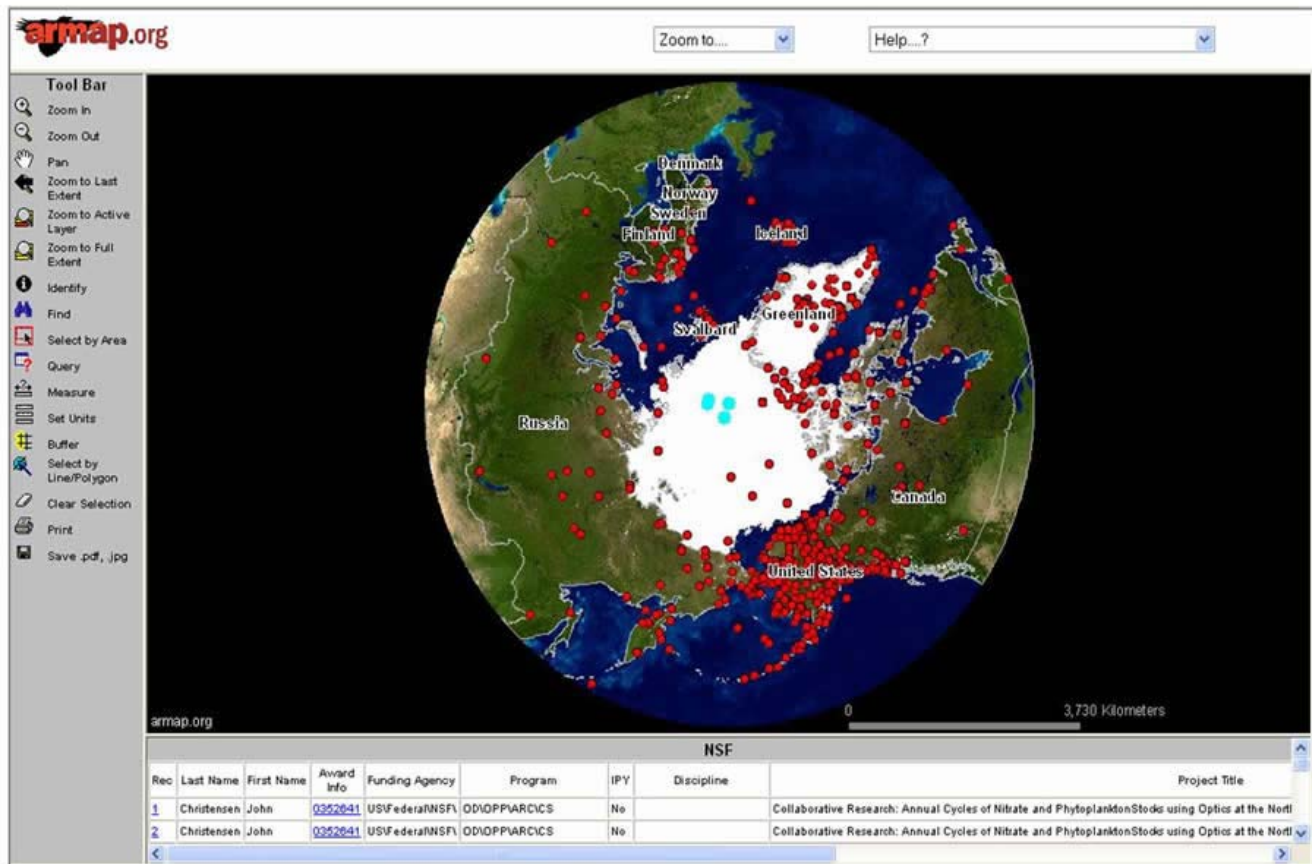 armap.org
Zoom to....
Help....?
Tool Bar
Zoom In
Zoom Out
Pan
Zoom to Last
Extent
Zoom to Active
Layer
Zoom to Full
Extent
Identify
Find
Select by Area
Query
Measure
Set Units
Buffer
Select by
Line/Polygon
Clear Selection
Print
Save .pdf, .jpg
Denmark
Norway
Sweden
Finland
Iceland
Greenland
Svalbard
Russia
Canada
United States
armap.org
0 3,730 Kilometers
NSF
Rec Last Name First Name Award Info Funding Agency Program IPY Discipline Project Title
1 Christensen John 0352641 US\Federal\NSF\ OD\OPP\ARC\CS No Collaborative Research: Annual Cycles of Nitrate and PhytoplanktonStocks using Optics at the Nortl
2 Christensen John 0352641 US\Federal\NSF\ OD\OPP\ARC\CS No Collaborative Research: Annual Cycles of Nitrate and PhytoplanktonStocks using Optics at the Nortl